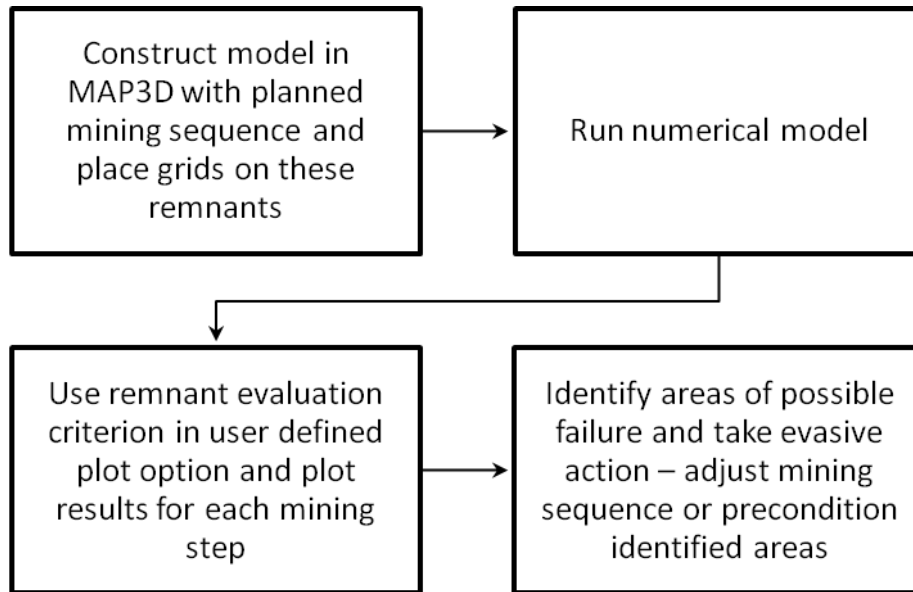 Construct model in
MAP3D with planned
mining sequence and
place grids on these
remnants
Run numerical model
Use remnant evaluation
criterion in user defined
plot option and plot
results for each mining
step
Identify areas of possible
failure and take evasive
action – adjust mining
sequence or precondition
identified areas